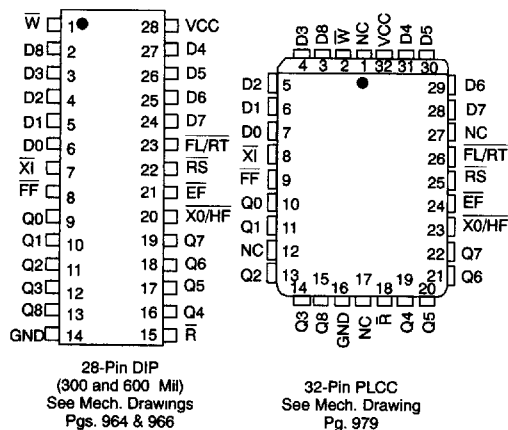 W̅ 1 28 VCC
D8 2 27 D4
D3 3 26 D5
D2 4 25 D6
D1 5 24 D7
D0 6 23 F̅L̅/̅R̅T̅
X̅I̅ 7 22 R̅S̅
F̅F̅ 8 21 E̅F̅
Q0 9 20 X̅0̅/̅H̅F̅
Q1 10 19 Q7
Q2 11 18 Q6
Q3 12 17 Q5
Q8 13 16 Q4
GND 14 15 R̅
28-Pin DIP
(300 and 600 Mil)
See Mech. Drawings
Pgs. 964 & 966
D3 D8 W̅ NC VCC D4 D5
4 3 2 1 32 31 30
D2 5 29 D6
D1 6 28 D7
D0 7 27 NC
X̅I̅ 8 26 F̅L̅/̅R̅T̅
F̅F̅ 9 25 R̅S̅
Q0 10 24 E̅F̅
Q1 11 23 X̅0̅/̅H̅F̅
NC 12 22 Q7
Q2 13 21 Q6
14 15 16 17 18 19 20
Q3 Q8 GND NC R̅ Q4 Q5
32-Pin PLCC
See Mech. Drawing
Pg. 979